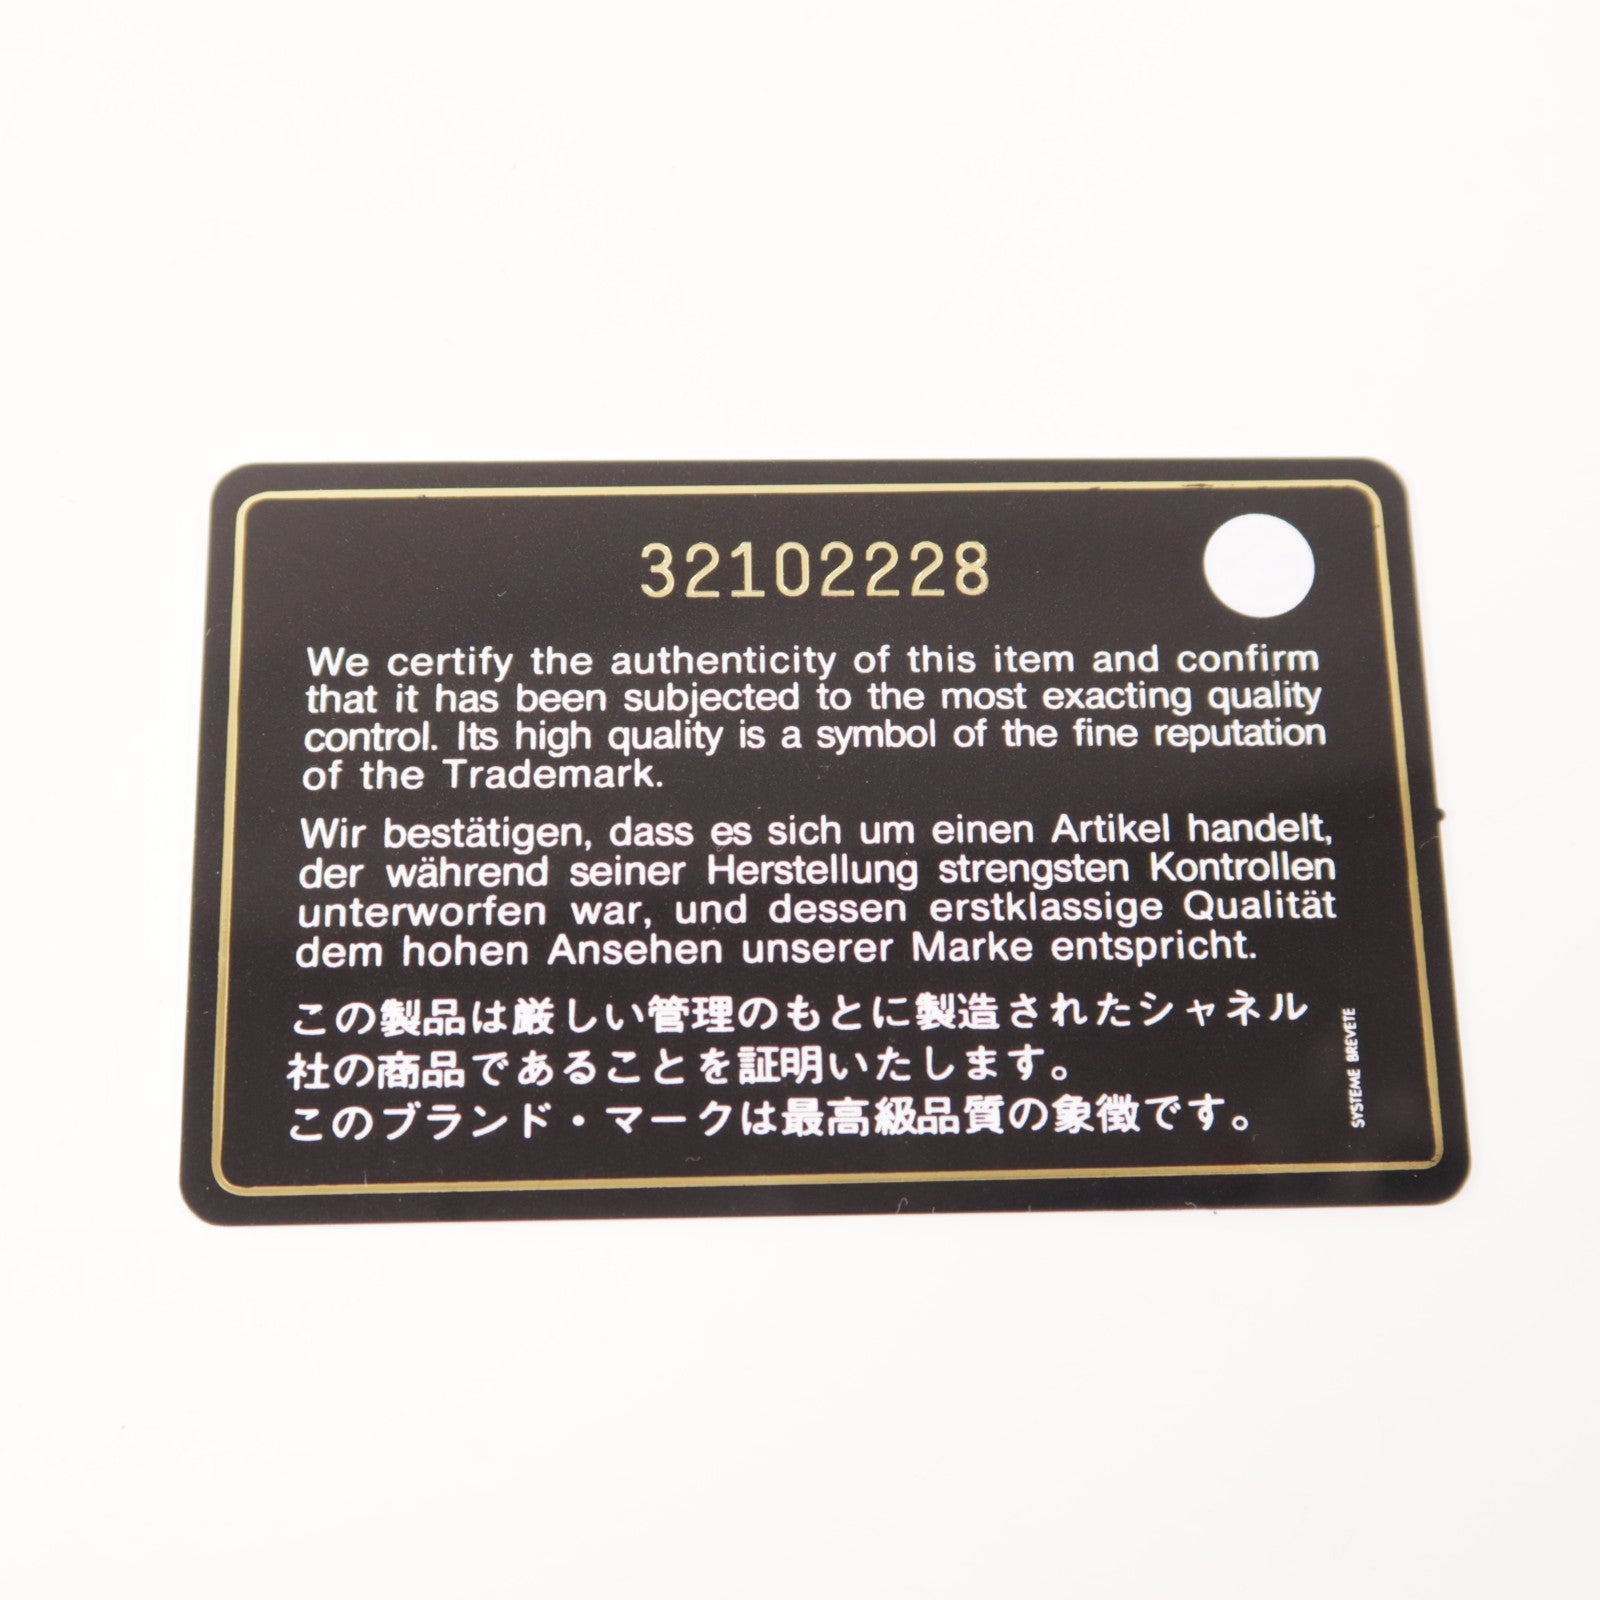 32102228
We certify the authenticity of this item and confirm
that it has been subjected to the most exacting quality
control. Its high quality is a symbol of the fine reputation
of the Trademark.
Wir bestätigen, dass es sich um einen Artikel handelt,
der während seiner Herstellung strengsten Kontrollen
unterworfen war, und dessen erstklassige Qualität
dem hohen Ansehen unserer Marke entspricht.
この製品は厳しい管理のもとに製造されたシャネル
社の商品であることを証明いたします。
このブランド・マークは最高級品質の象徴です。
SYSTEME BREVETE